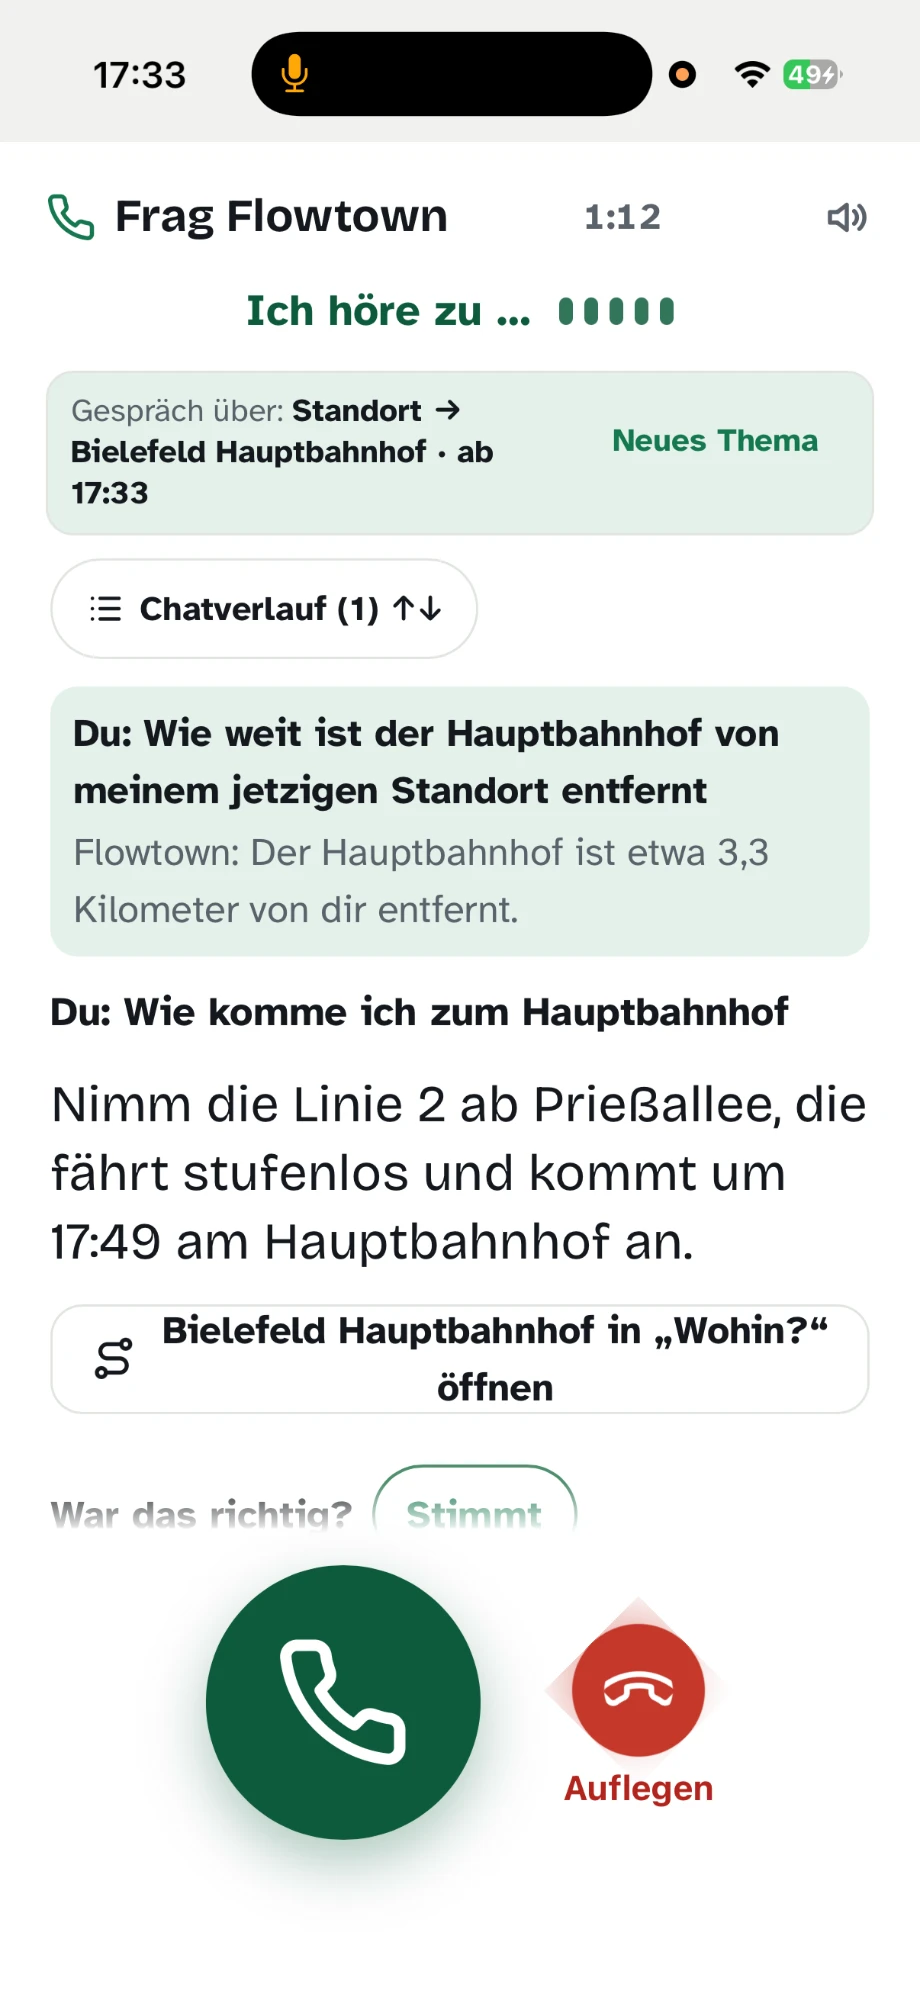 17:33
49
Frag Flowtown
1:12
Ich höre zu ...
Gespräch über: Standort →
Bielefeld Hauptbahnhof · ab
17:33
Neues Thema
Chatverlauf (1) ↑↓
Du: Wie weit ist der Hauptbahnhof von
meinem jetzigen Standort entfernt
Flowtown: Der Hauptbahnhof ist etwa 3,3
Kilometer von dir entfernt.
Du: Wie komme ich zum Hauptbahnhof
Nimm die Linie 2 ab Prießallee, die
fährt stufenlos und kommt um
17:49 am Hauptbahnhof an.
Bielefeld Hauptbahnhof in „Wohin?“
öffnen
War das richtig?
Stimmt
Auflegen